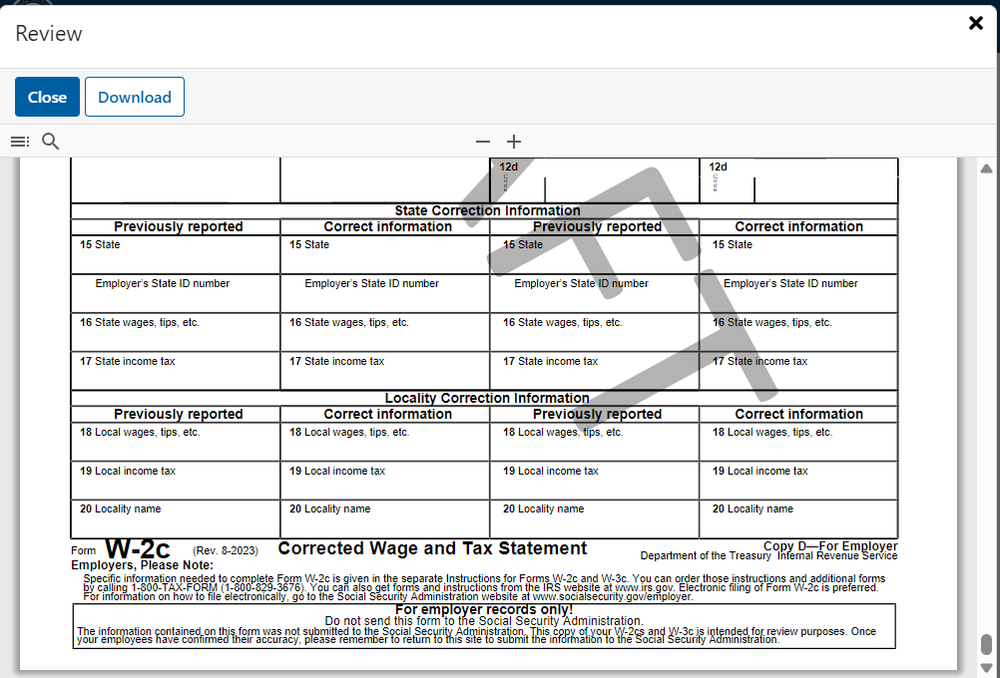 Review
Close Download
12d 12d
State Correction Information
Previously reported Correct information Previously reported Correct information
15 State 15 State 15 State 15 State
Employer's State ID number Employer's State ID number Employer's State ID number Employer's State ID number
16 State wages, tips, etc. 16 State wages, tips, etc. 16 State wages, tips, etc. 16 State wages, tips, etc.
17 State income tax 17 State income tax 17 State income tax 17 State income tax
Locality Correction Information
Previously reported Correct information Previously reported Correct information
18 Local wages, tips, etc. 18 Local wages, tips, etc. 18 Local wages, tips, etc. 18 Local wages, tips, etc.
19 Local income tax 19 Local income tax 19 Local income tax 19 Local income tax
20 Locality name 20 Locality name 20 Locality name 20 Locality name
Form W-2c (Rev. 8-2023) Corrected Wage and Tax Statement Copy D—For Employer
Department of the Treasury Internal Revenue Service
Employers, Please Note:
Specific information needed to complete Form W-2c is given in the separate Instructions for Forms W-2c and W-3c. You can order those instructions and additional forms
by calling 1-800-TAX-FORM (1-800-829-3676). You can also get forms and instructions from the IRS website at www.irs.gov. Electronic filing of Form W-2c is preferred.
For information on how to file electronically, go to the Social Security Administration website at www.socialsecurity.gov/employer.
For employer records only!
Do not send this form to the Social Security Administration.
The information contained on this form was not submitted to the Social Security Administration. This copy of your W-2cs and W-3c is intended for review purposes. Once
your employees have confirmed their accuracy, please remember to return to this site to submit the information to the Social Security Administration.